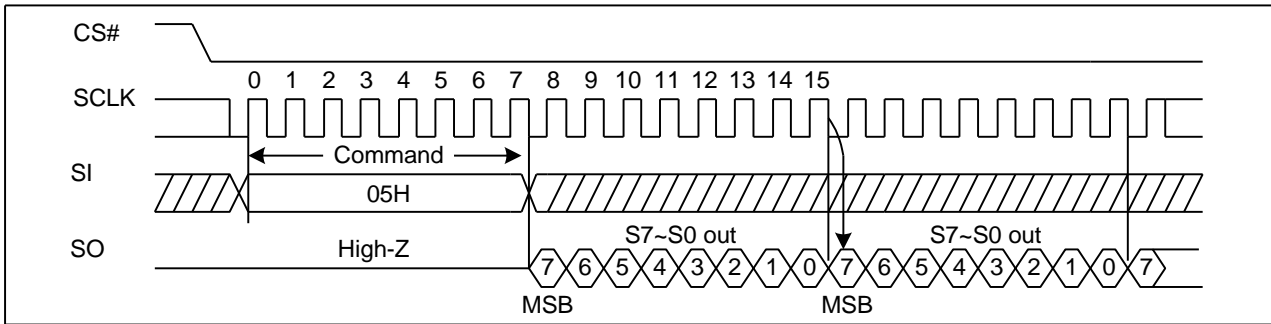 CS#
0 1 2 3 4 5 6 7 8 9 10 11 12 13 14 15
SCLK
Command
SI
05H
S7~S0 out S7~S0 out
SO High-Z
7 6 5 4 3 2 1 0 7 6 5 4 3 2 1 0 7
MSB MSB